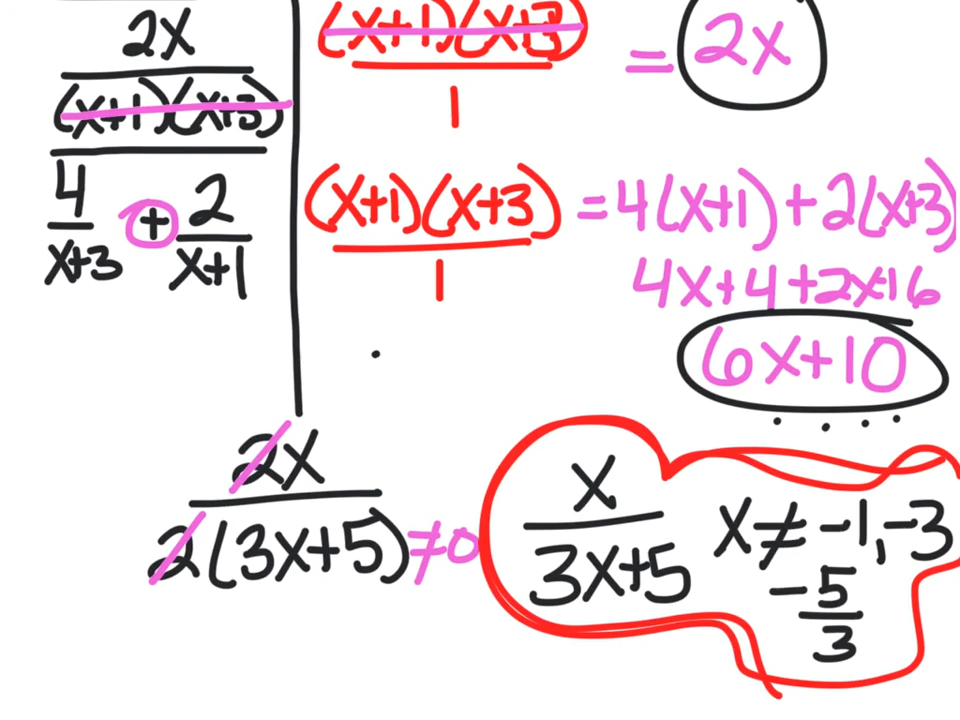 2x
(x+1)(x+3)
4/(x+3) + 2/(x+1)
(x+1)(x+3)/1 = 2x
(x+1)(x+3)/1 = 4(x+1) + 2(x+3)
4x+4+2x+6
6x+10
2x/2(3x+5) ≠0
x/(3x+5) x ≠ -1, -3
-5/3